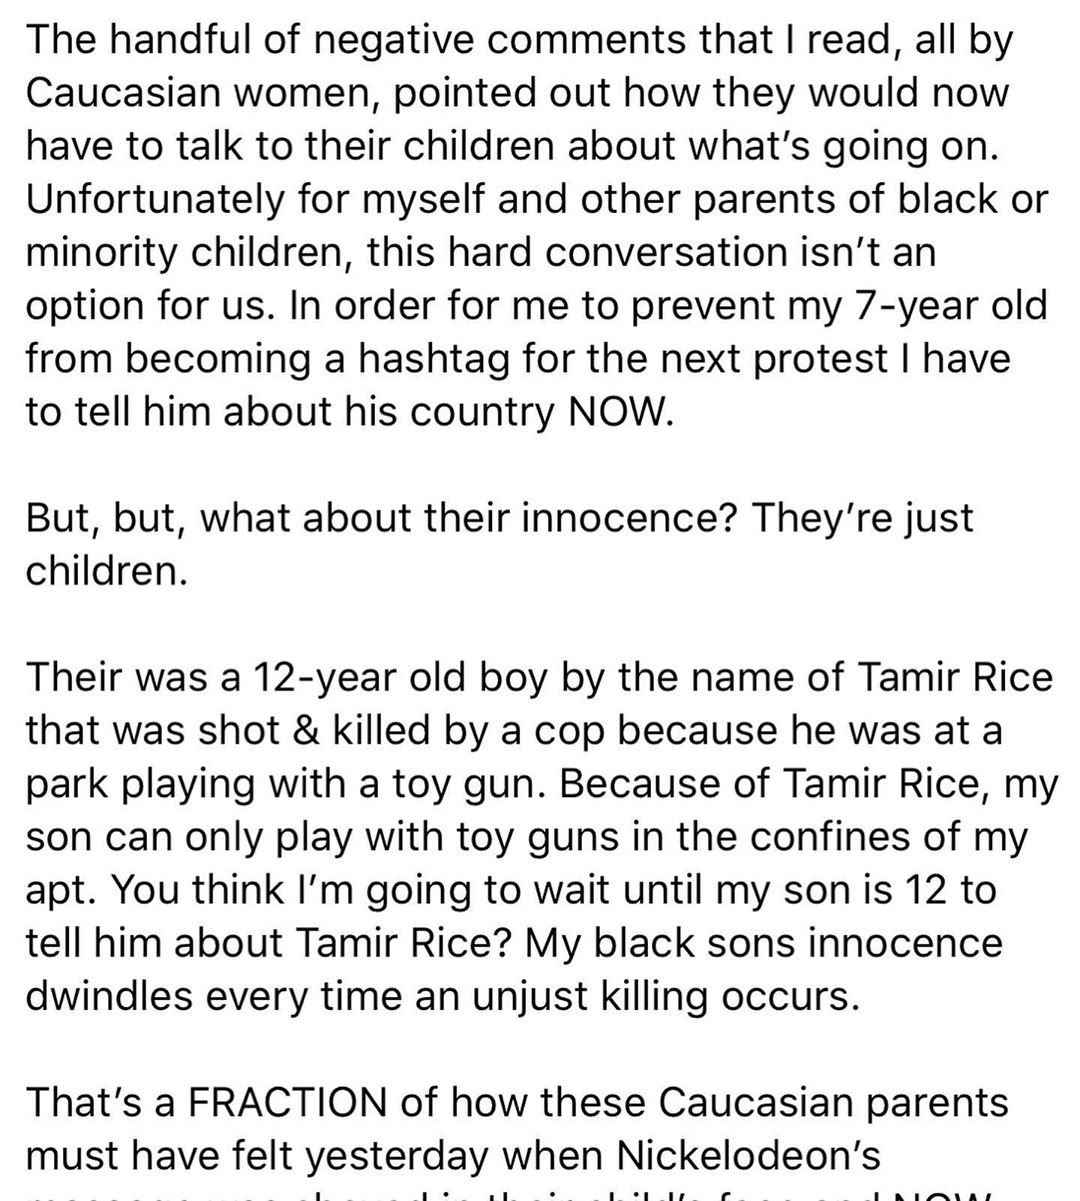 The handful of negative comments that I read, all by
Caucasian women, pointed out how they would now
have to talk to their children about what’s going on.
Unfortunately for myself and other parents of black or
minority children, this hard conversation isn’t an
option for us. In order for me to prevent my 7-year old
from becoming a hashtag for the next protest I have
to tell him about his country NOW.
But, but, what about their innocence? They’re just
children.
Their was a 12-year old boy by the name of Tamir Rice
that was shot & killed by a cop because he was at a
park playing with a toy gun. Because of Tamir Rice, my
son can only play with toy guns in the confines of my
apt. You think I’m going to wait until my son is 12 to
tell him about Tamir Rice? My black sons innocence
dwindles every time an unjust killing occurs.
That’s a FRACTION of how these Caucasian parents
must have felt yesterday when Nickelodeon’s